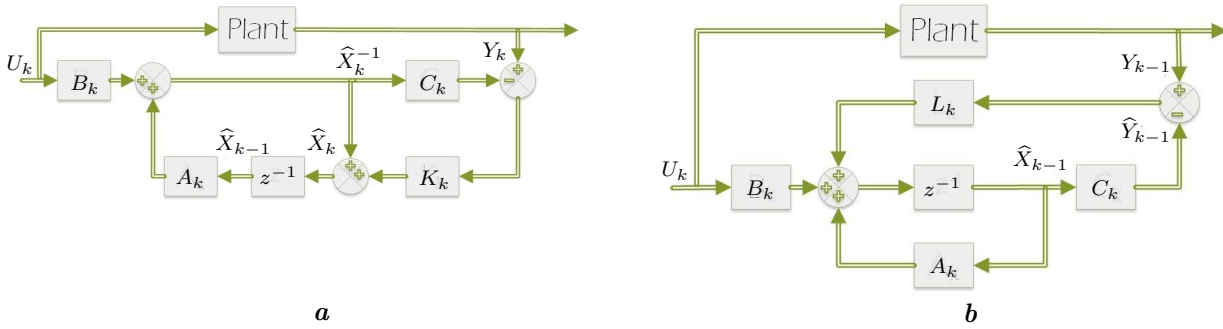 Plant
U_k
B_k
\widehat{X}_k^{-1}
C_k
Y_k
\widehat{X}_{k-1}
\widehat{X}_k
A_k
z^{-1}
K_k
a
Plant
Y_{k-1}
L_k
\widehat{Y}_{k-1}
U_k
B_k
z^{-1}
\widehat{X}_{k-1}
C_k
A_k
b